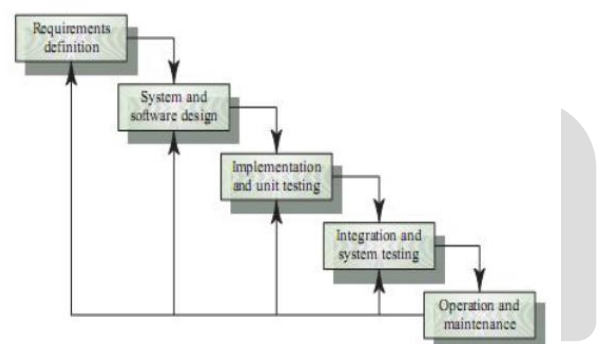 Requirements
definition
System and
software design
Implementation
and unit testing
Integration and
system testing
Operation and
maintenance